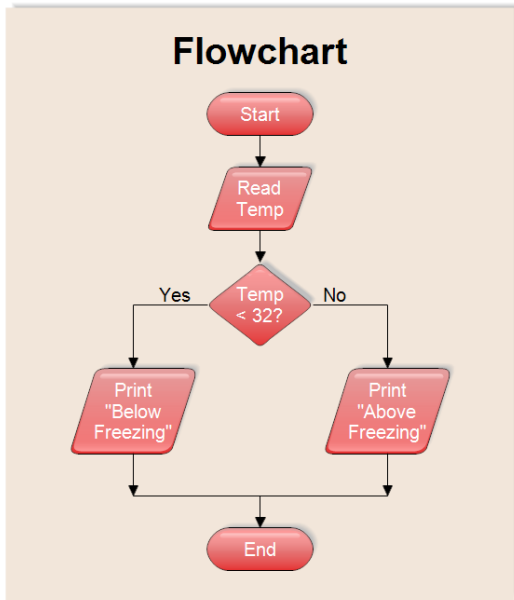 Flowchart
Start
Read
Temp
Temp
< 32?
Yes
No
Print
"Below
Freezing"
Print
"Above
Freezing"
End